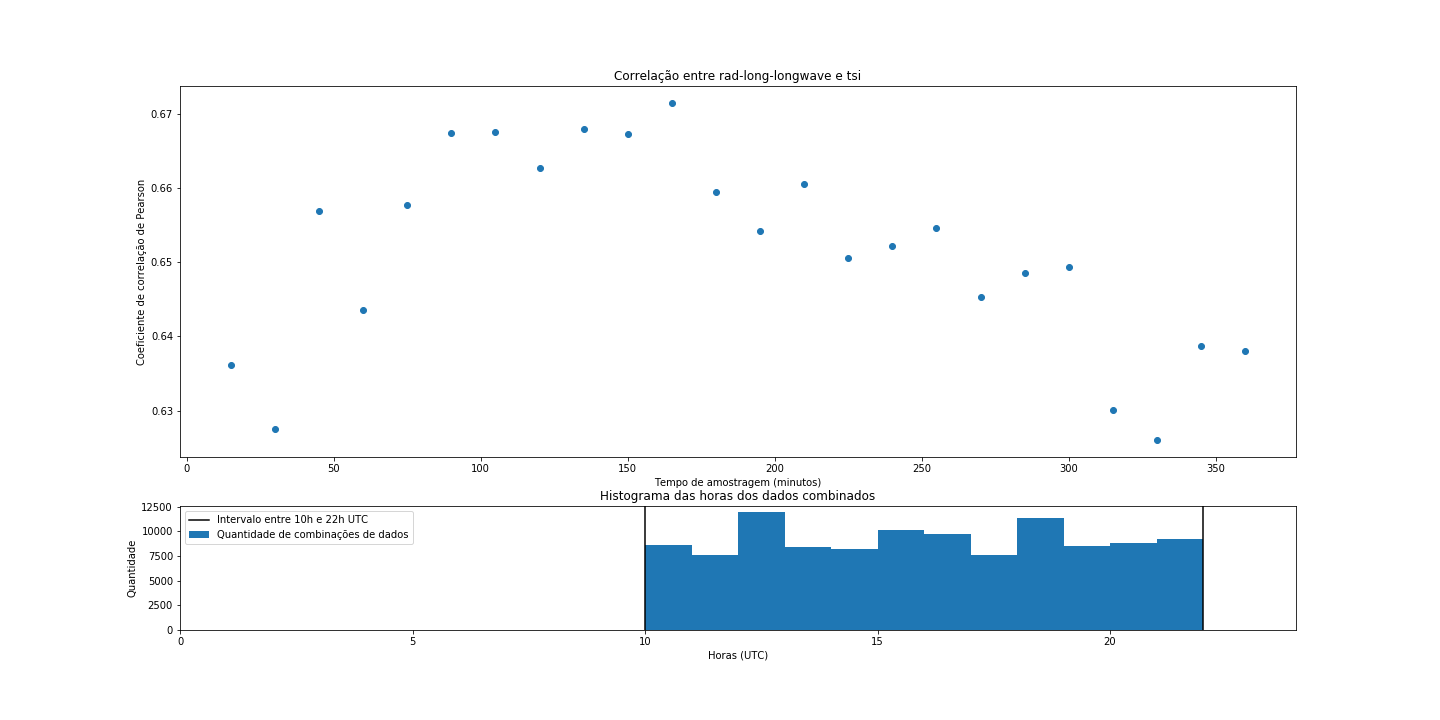 Correlação entre rad-long-longwave e tsi
Coeficiente de correlação de Pearson
0.67
0.66
0.65
0.64
0.63
0 50 100 150 200 250 300 350
Tempo de amostragem (minutos)
Histograma das horas dos dados combinados
Quantidade
12500
10000
7500
5000
2500
0
Intervalo entre 10h e 22h UTC
Quantidade de combinações de dados
0 5 10 15 20
Horas (UTC)